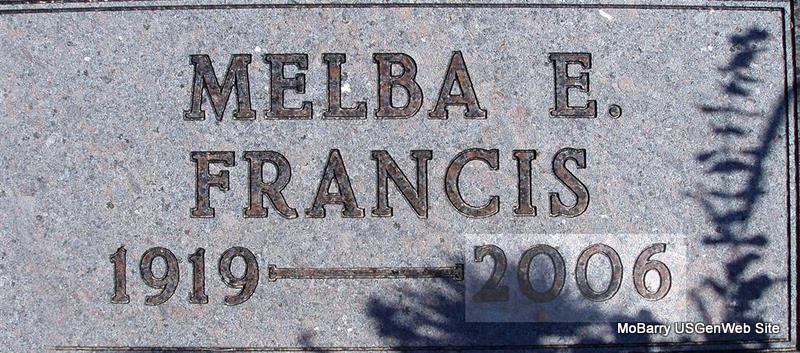 MELBA E.
FRANCIS
1919—2006
MoBarry USGenWeb Site